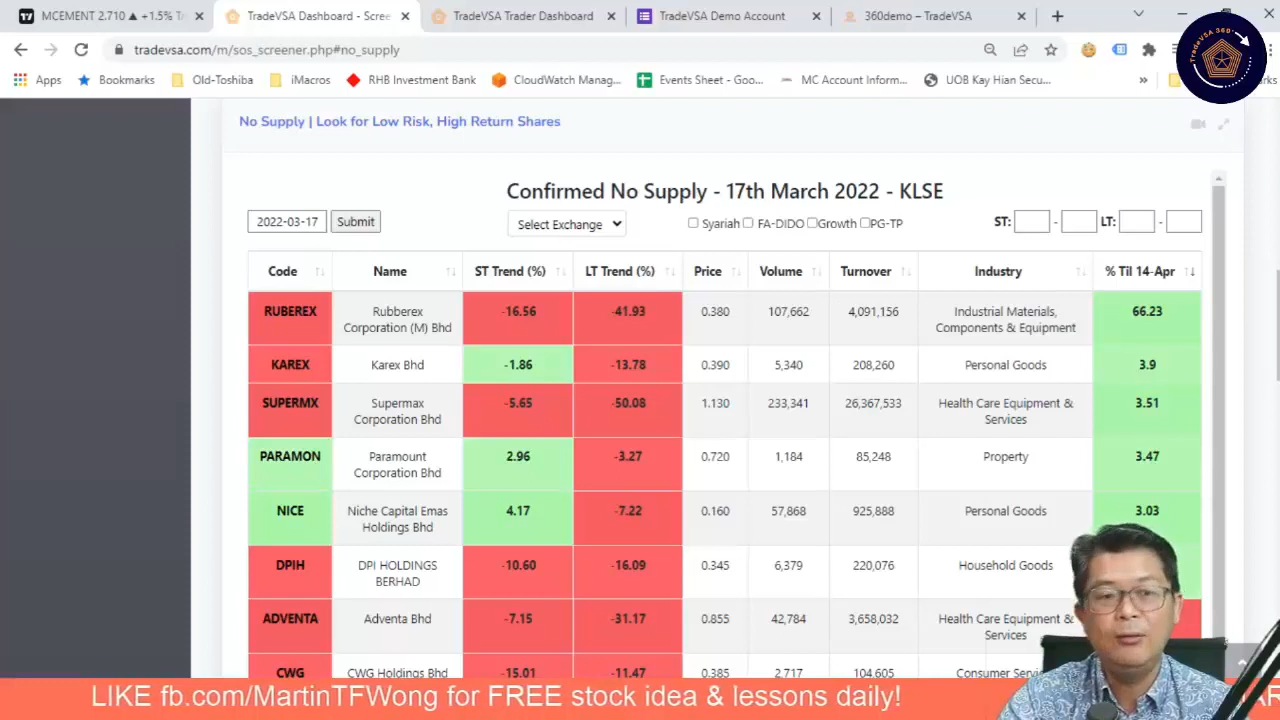 MCEMENT 2.710 ▲ +1.5% Tr
TradeVSA Dashboard - Scree
TradeVSA Trader Dashboard
TradeVSA Demo Account
360demo – TradeVSA
tradevsa.com/m/sos_screener.php#no_supply
TradeVSA 360°
Apps
Bookmarks
Old-Toshiba
iMacros
RHB Investment Bank
CloudWatch Manag...
Events Sheet - Goo...
MC Account Inform...
UOB Kay Hian Secu...
»
No Supply | Look for Low Risk, High Return Shares
Confirmed No Supply - 17th March 2022 - KLSE
2022-03-17 Submit Select Exchange Syariah FA-DIDO Growth PG-TP ST: - LT: -
Code Name ST Trend (%) LT Trend (%) Price Volume Turnover Industry % Til 14-Apr
RUBEREX Rubberex Corporation (M) Bhd -16.56 -41.93 0.380 107,662 4,091,156 Industrial Materials, Components & Equipment 66.23
KAREX Karex Bhd -1.86 -13.78 0.390 5,340 208,260 Personal Goods 3.9
SUPERMX Supermax Corporation Bhd -5.65 -50.08 1.130 233,341 26,367,533 Health Care Equipment & Services 3.51
PARAMON Paramount Corporation Bhd 2.96 -3.27 0.720 1,184 85,248 Property 3.47
NICE Niche Capital Emas Holdings Bhd 4.17 -7.22 0.160 57,868 925,888 Personal Goods 3.03
DPIH DPI HOLDINGS BERHAD -10.60 -16.09 0.345 6,379 220,076 Household Goods
ADVENTA Adventa Bhd -7.15 -31.17 0.855 42,784 3,658,032 Health Care Equipment & Services
CWG CWG Holdings Bhd -15.01 -11.47 0.385 2,717 104,605 Consumer Servi
LIKE fb.com/MartinTFWong for FREE stock idea & lessons daily!